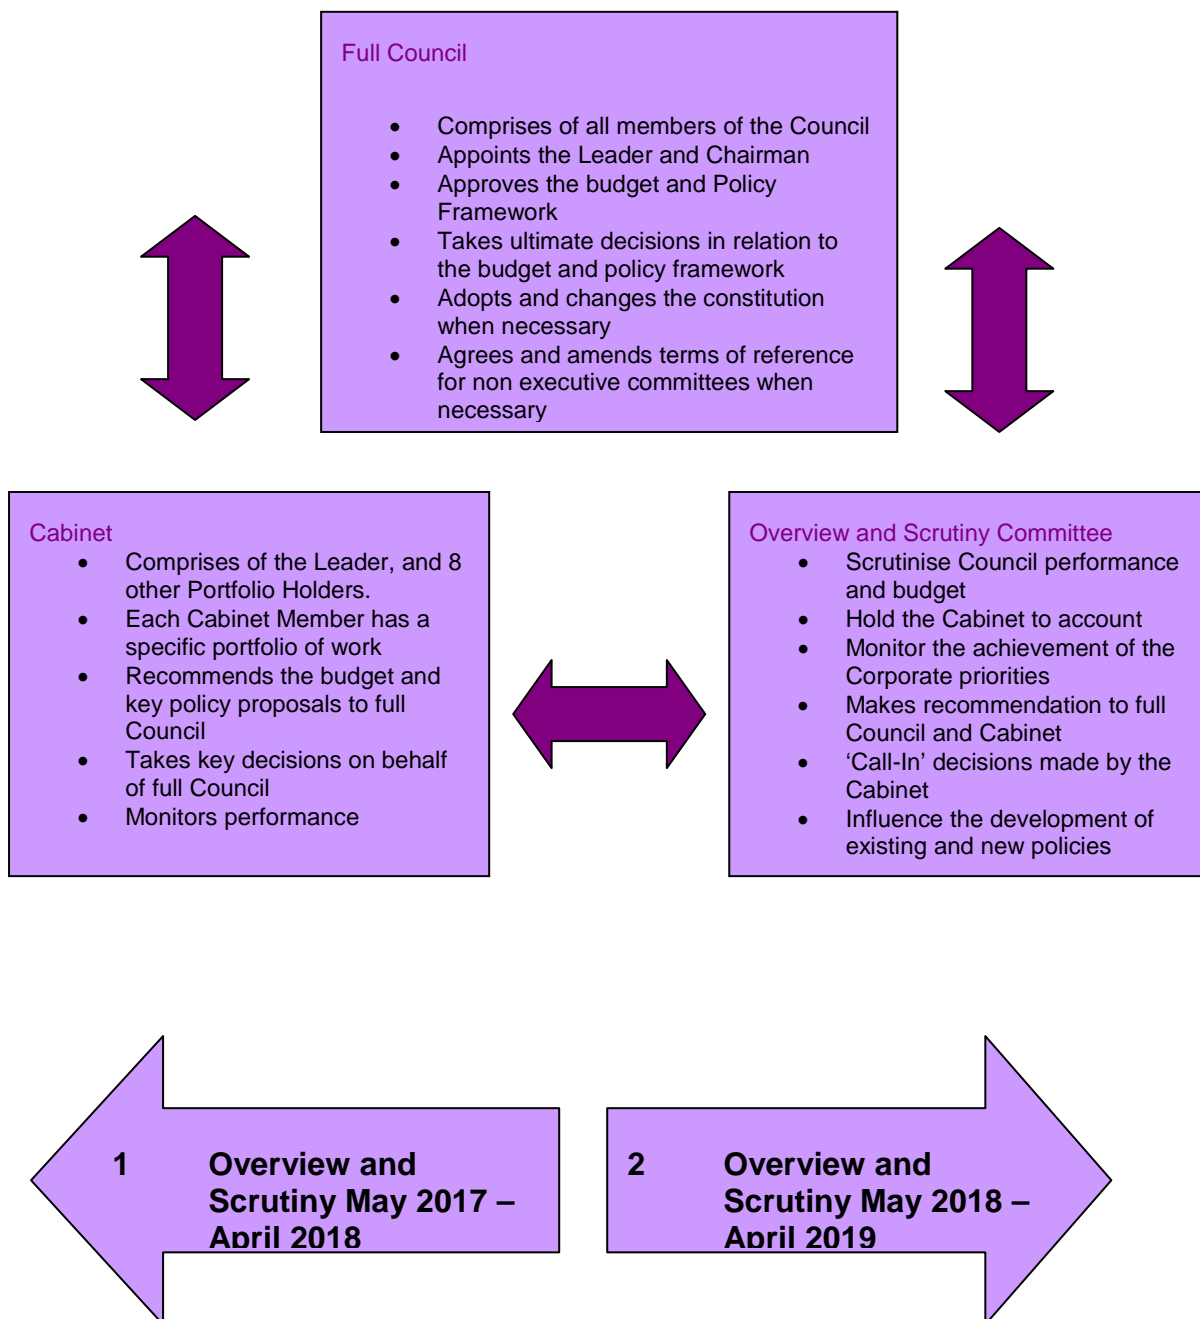 Full Council
• Comprises of all members of the Council
• Appoints the Leader and Chairman
• Approves the budget and Policy
Framework
• Takes ultimate decisions in relation to
the budget and policy framework
• Adopts and changes the constitution
when necessary
• Agrees and amends terms of reference
for non executive committees when
necessary
Cabinet
• Comprises of the Leader, and 8
other Portfolio Holders.
• Each Cabinet Member has a
specific portfolio of work
• Recommends the budget and
key policy proposals to full
Council
• Takes key decisions on behalf
of full Council
• Monitors performance
Overview and Scrutiny Committee
• Scrutinise Council performance
and budget
• Hold the Cabinet to account
• Monitor the achievement of the
Corporate priorities
• Makes recommendation to full
Council and Cabinet
• ‘Call-In’ decisions made by the
Cabinet
• Influence the development of
existing and new policies
1 Overview and
Scrutiny May 2017 –
April 2018
2 Overview and
Scrutiny May 2018 –
April 2019